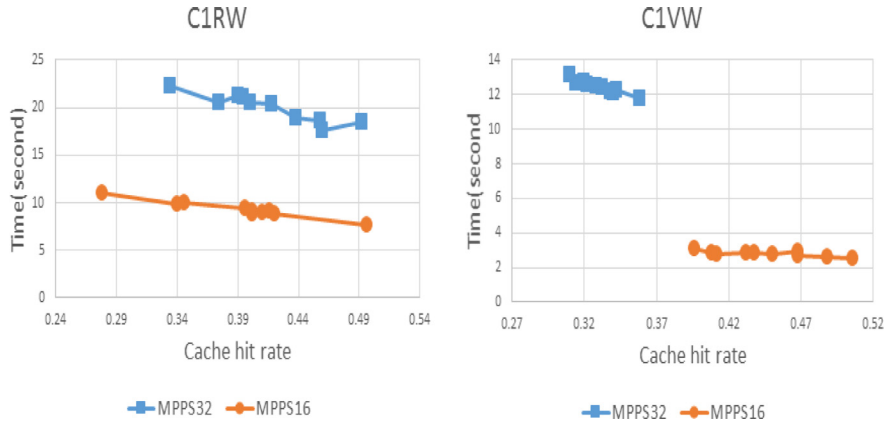 C1RW
C1VW
25
20
15
10
5
0
Time( second)
0.24 0.29 0.34 0.39 0.44 0.49 0.54
Cache hit rate
MPPS32 MPPS16
14
12
10
8
6
4
2
0
Time( second
0.27 0.32 0.37 0.42 0.47 0.52
Cache hit rate
MPPS32 MPPS16